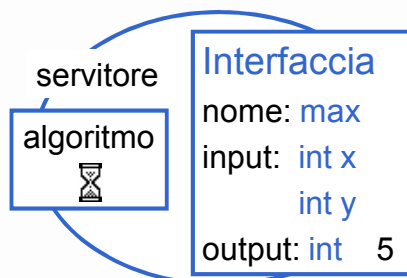 servitore
algoritmo
Interfaccia
nome: max
input: int x
int y
output: int 5